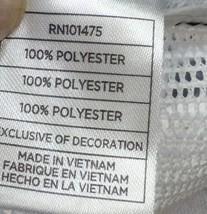 RN101475
100% POLYESTER
100% POLYESTER
100% POLYESTER
EXCLUSIVE OF DECORATION
MADE IN VIETNAM
FABRIQUE EN VIETNAM
HECHO EN LA VIETNAM